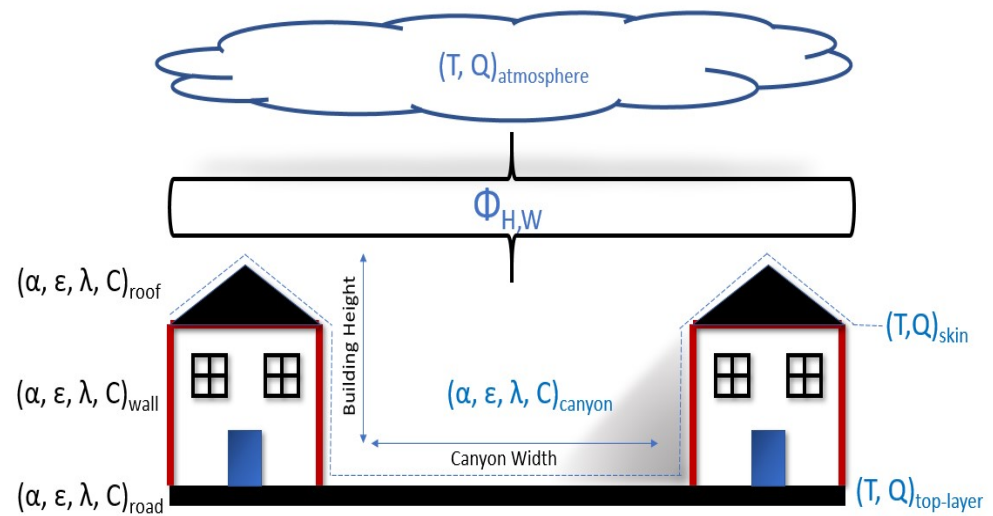 (T, Q)atmosphere
ΦH,W
(α, ε, λ, C)roof
Building Height
(T,Q)skin
(α, ε, λ, C)wall
(α, ε, λ, C)canyon
Canyon Width
(α, ε, λ, C)road
(T, Q)top-layer